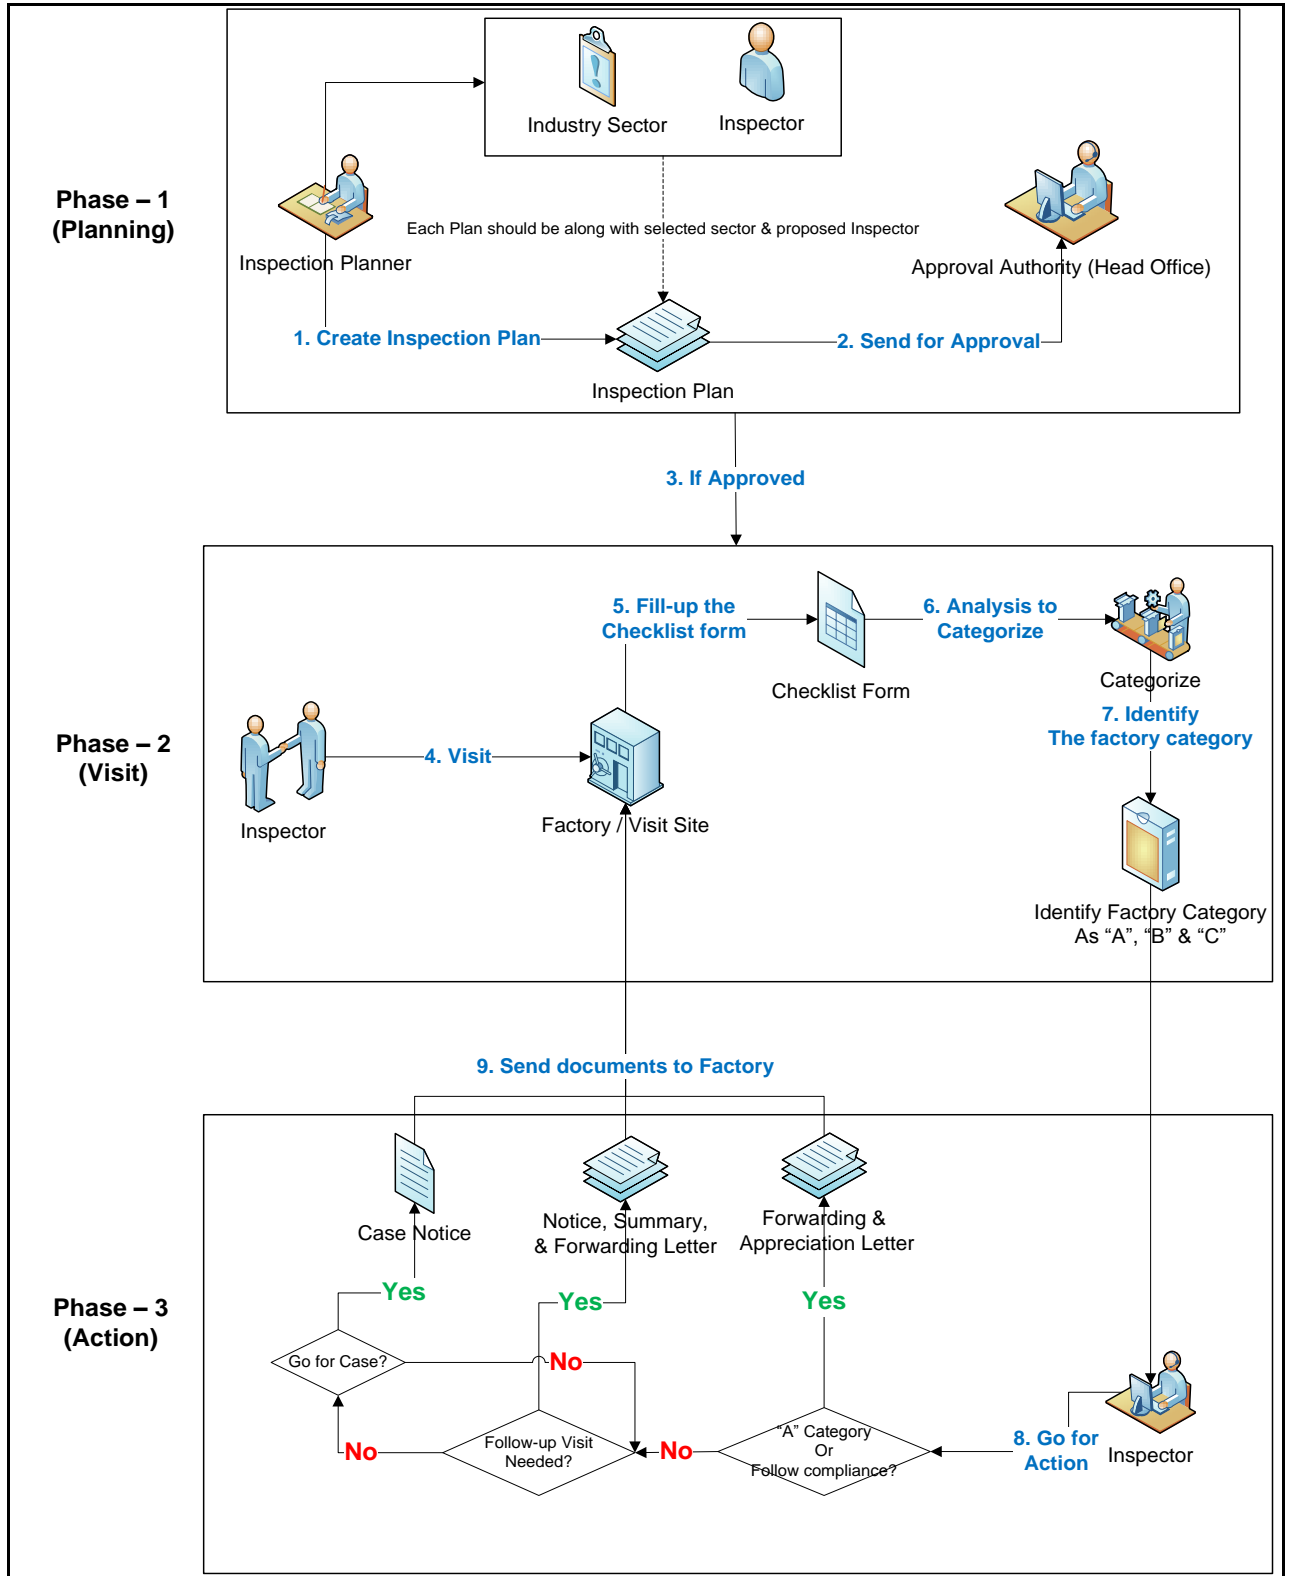 Industry Sector
Inspector
Phase – 1
(Planning)
Each Plan should be along with selected sector & proposed Inspector
Inspection Planner
Approval Authority (Head Office)
1. Create Inspection Plan
2. Send for Approval
Inspection Plan
3. If Approved
5. Fill-up the
Checklist form
6. Analysis to
Categorize
Checklist Form
Categorize
7. Identify
The factory category
Phase – 2
(Visit)
4. Visit
Inspector
Factory / Visit Site
Identify Factory Category
As “A”, “B” & “C”
9. Send documents to Factory
Case Notice
Notice, Summary,
& Forwarding Letter
Forwarding &
Appreciation Letter
Yes
Yes
Yes
Phase – 3
(Action)
Go for Case?
No
No
Follow-up Visit
Needed?
No
“A” Category
Or
Follow compliance?
8. Go for
Action
Inspector